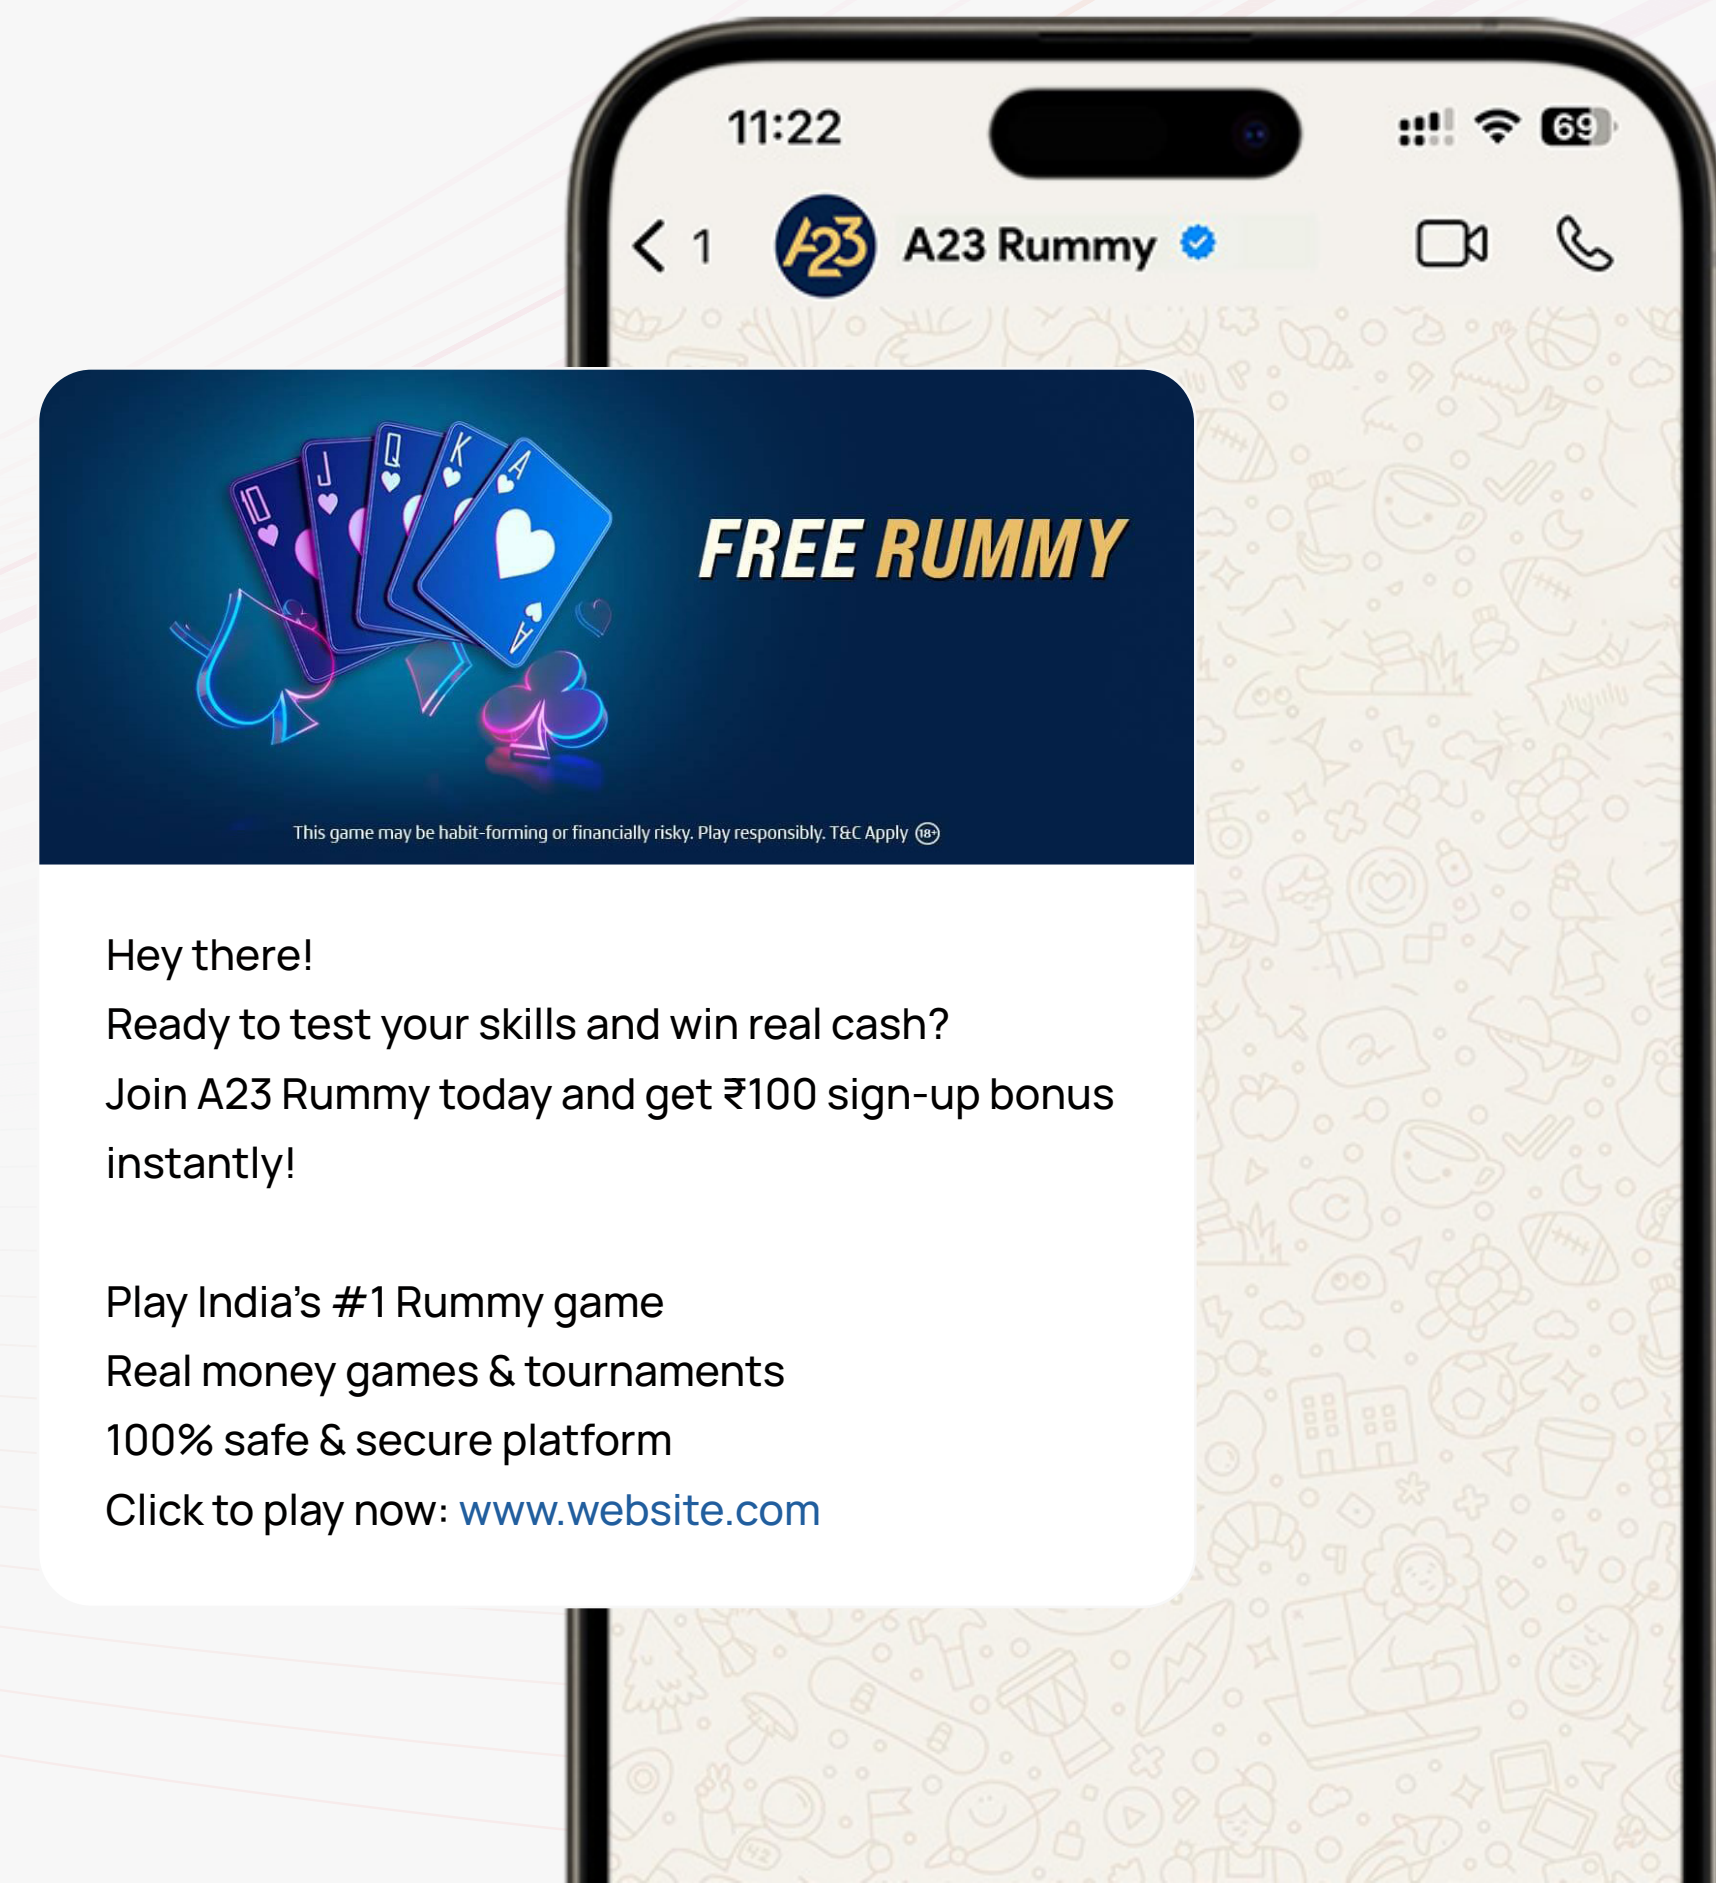 11:22
69
1
A23
A23 Rummy
10
J
Q
K
A
A
FREE RUMMY
This game may be habit-forming or financially risky. Play responsibly. T&C Apply 18+
Hey there!
Ready to test your skills and win real cash?
Join A23 Rummy today and get ₹100 sign-up bonus
instantly!
Play India’s #1 Rummy game
Real money games & tournaments
100% safe & secure platform
Click to play now: www.website.com